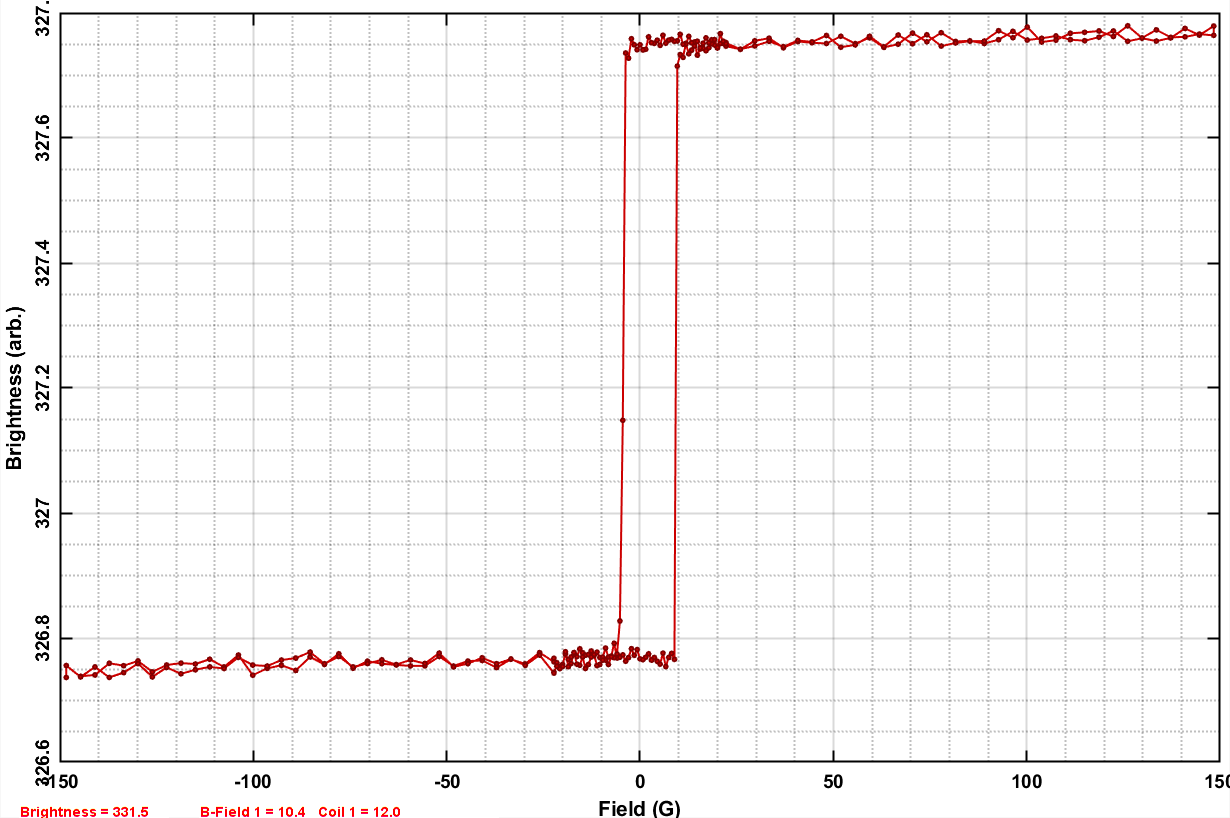 327.
327.6
327.4
327.2
327
326.8
326.6
Brightness (arb.)
-150 -100 -50 0 50 100 150
Field (G)
Brightness = 331.5 B-Field 1 = 10.4 Coil 1 = 12.0